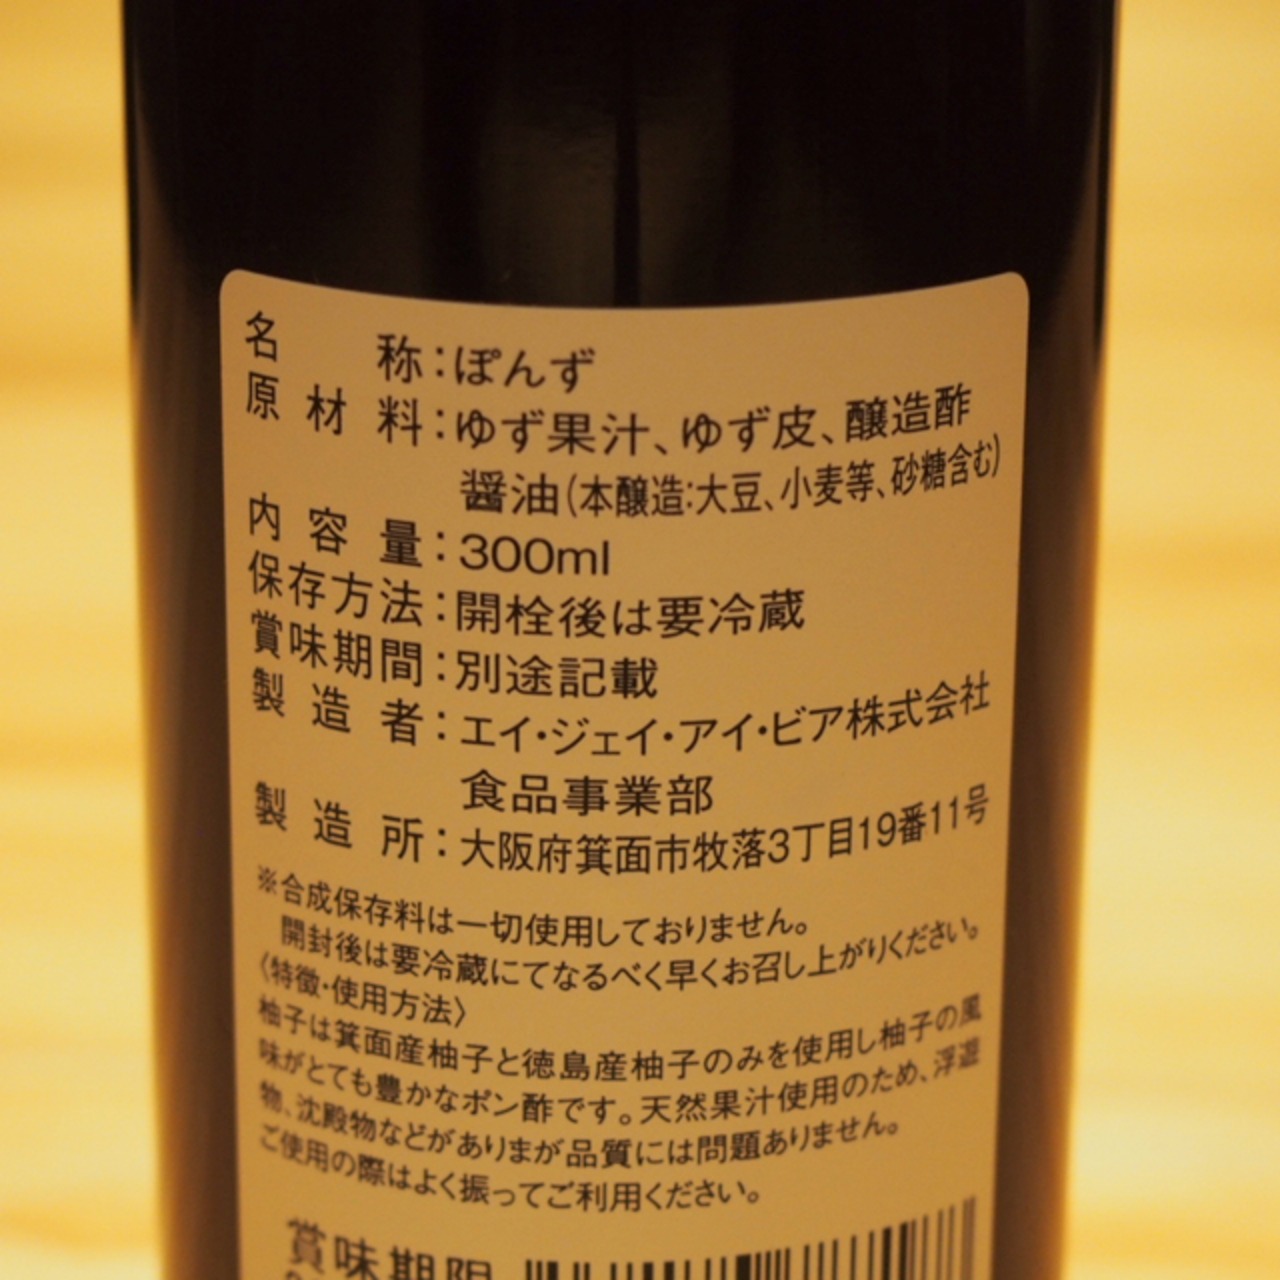 名称：ぽんず
原材料：ゆず果汁、ゆず皮、醸造酢
醤油（本醸造：大豆、小麦等、砂糖含む）
内容量：300ml
保存方法：開栓後は要冷蔵
賞味期間：別途記載
製造者：エイ・ジェイ・アイ・ビア株式会社
食品事業部
製造所：大阪府箕面市牧落3丁目19番11号
※合成保存料は一切使用しておりません。
開封後は要冷蔵にてなるべく早くお召し上がりください。
〈特徴・使用方法〉
柚子は箕面産柚子と徳島産柚子のみを使用し柚子の風
味がとても豊かなポン酢です。天然果汁使用のため、浮遊
物、沈殿物などがありまが品質には問題ありません。
ご使用の際はよく振ってご利用ください。
賞味期限